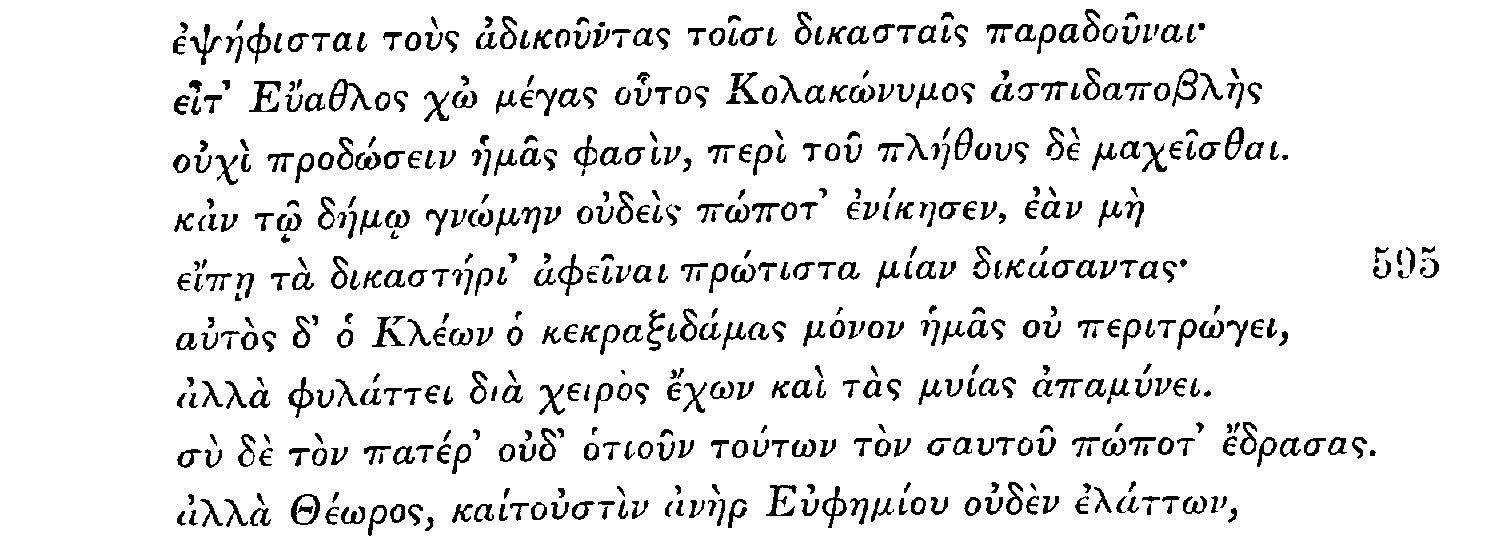 ἐψήφισται τοὺς ἀδικοῦντας τοῖσι δικασταῖς παραδοῦναι·
εἶτ’ Εὔαθλος χὠ μέγας οὗτος Κολακώνυμος ἀσπιδαποβλὴς
οὐχὶ προδώσειν ἡμᾶς φασὶν, περὶ τοῦ πλήθους δὲ μαχεῖσθαι.
κἀν τῷ δήμῳ γνώμην οὐδεὶς πώποτ’ ἐνίκησεν, ἐὰν μὴ
εἴπῃ τὰ δικαστήρι’ ἀφεῖναι πρώτιστα μίαν δικάσαντας· 595
αὐτὸς δ’ ὁ Κλέων ὁ κεκραξιδάμας μόνον ἡμᾶς οὐ περιτρώγει,
ἀλλὰ φυλάττει διὰ χειρὸς ἔχων καὶ τὰς μυίας ἀπαμύνει.
σὺ δὲ τὸν πατέρ’ οὐδ’ ὁτιοῦν τούτων τὸν σαυτοῦ πώποτ’ ἔδρασας.
ἀλλὰ Θέωρος, καίτοὐστὶν ἀνὴρ Εὐφημίου οὐδὲν ἐλάττων,